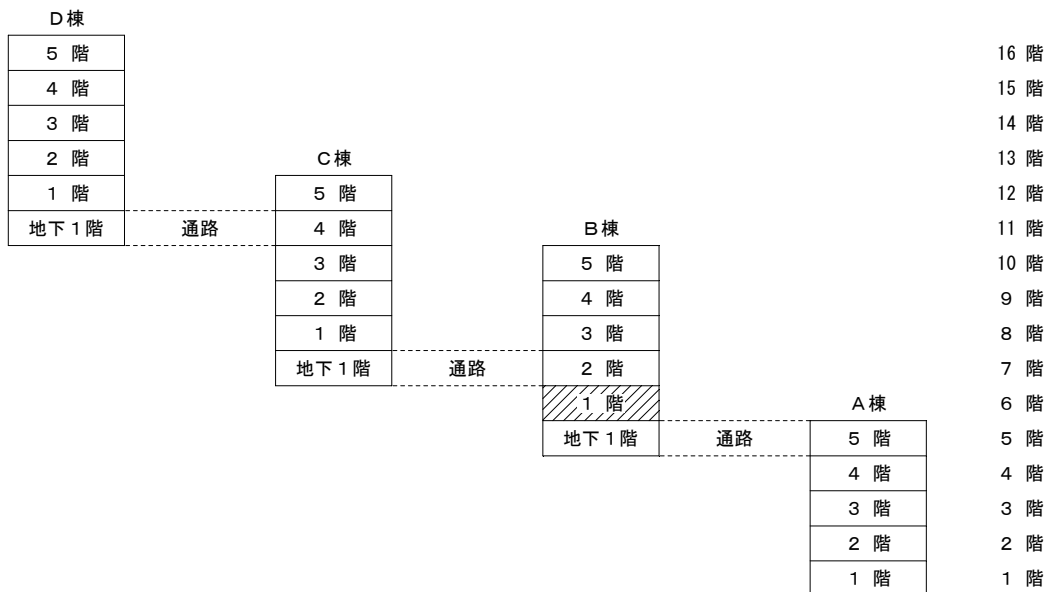 D棟
5 階 16 階
4 階 15 階
3 階 14 階
2 階 C棟 13 階
1 階 5 階 12 階
地下1階 通路 4 階 B棟 11 階
3 階 5 階 10 階
2 階 4 階 9 階
1 階 3 階 8 階
地下1階 通路 2 階 7 階
1 階 A棟 6 階
地下1階 通路 5 階 5 階
4 階 4 階
3 階 3 階
2 階 2 階
1 階 1 階